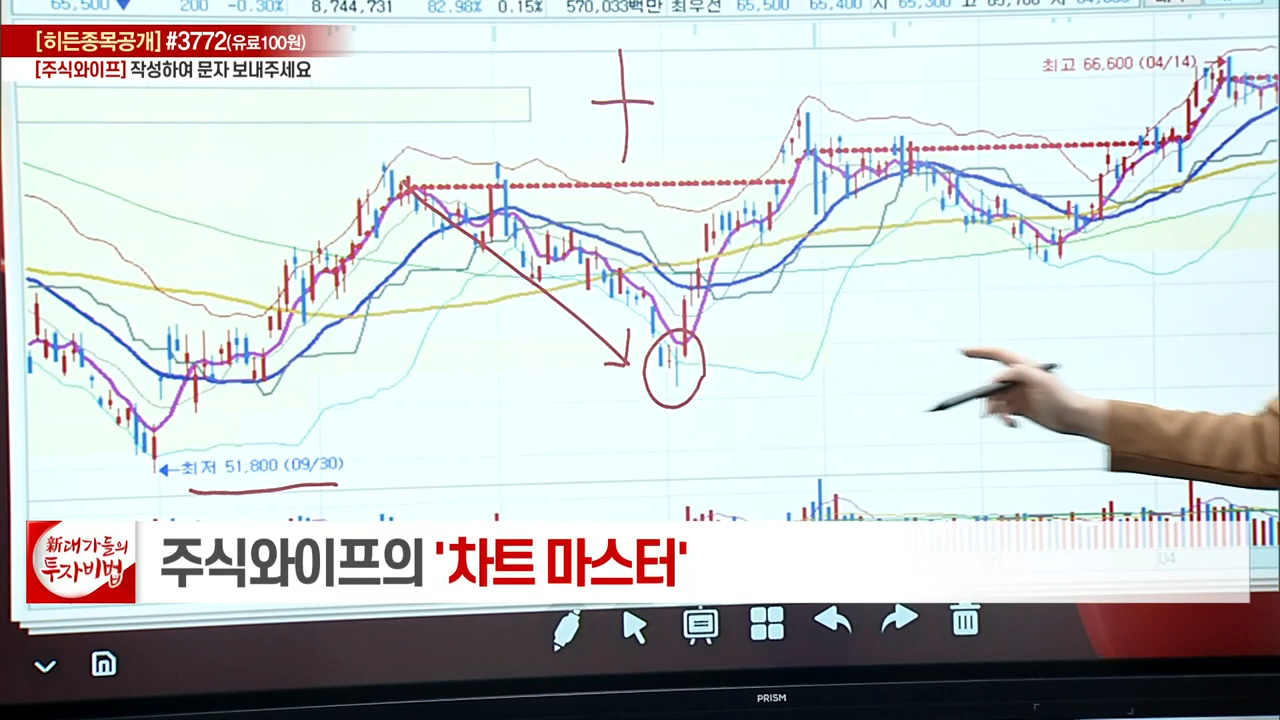 65,500 ▼ 200 -0.30% 8,744,731 82.98% 0.15% 570,033백만 최우선 65,500 65,400 시 65,300 고
[히든종목공개] #3772(유료100원)
[주식와이프] 작성하여 문자 보내주세요
최고 66,600 (04/14)
최저 51,800 (09/30)
新대가들의
투자비법
주식와이프의 '차트 마스터'
04
PRISM